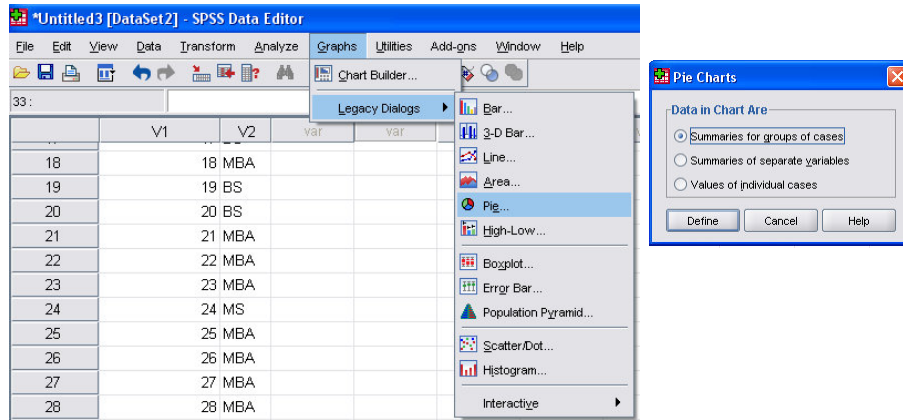 *Untitled3 [DataSet2] - SPSS Data Editor
File Edit View Data Transform Analyze Graphs Utilities Add-ons Window Help
Chart Builder...
33 :
Legacy Dialogs
V1 V2 var var
18 18 MBA
19 19 BS
20 20 BS
21 21 MBA
22 22 MBA
23 23 MBA
24 24 MS
25 25 MBA
26 26 MBA
27 27 MBA
28 28 MBA
Bar...
3-D Bar...
Line...
Area...
Pie...
High-Low...
Boxplot...
Error Bar...
Population Pyramid...
Scatter/Dot...
Histogram...
Interactive
Pie Charts
Data in Chart Are
Summaries for groups of cases
Summaries of separate variables
Values of individual cases
Define Cancel Help